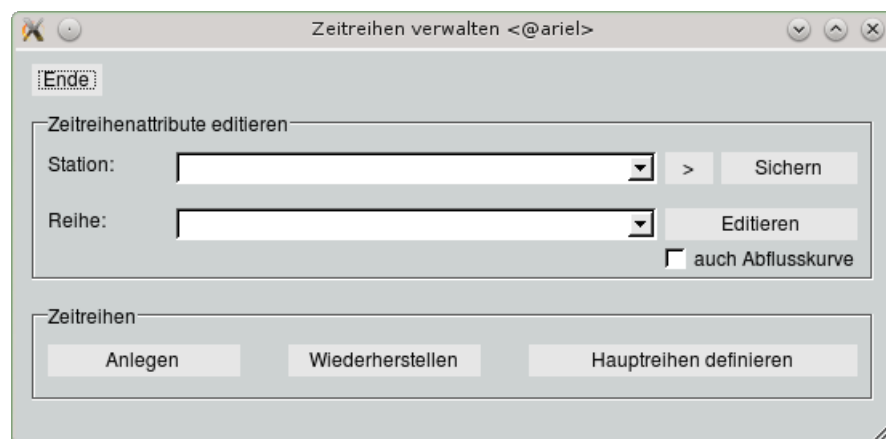 Zeitreihen verwalten <@ariel>
Ende
Zeitreihenattribute editieren
Station:
> Sichern
Reihe:
Editieren
auch Abflusskurve
Zeitreihen
Anlegen Wiederherstellen Hauptreihen definieren